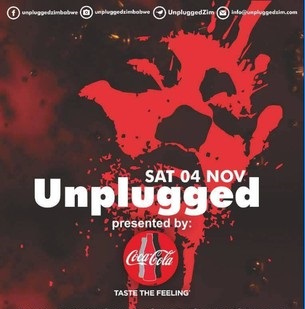 unpluggedzimbabwe unpluggedzimbabwe UnpluggedZim info@unpluggedzim.com
SAT 04 NOV
Unplugged
presented by:
Coca-Cola
TASTE THE FEELING